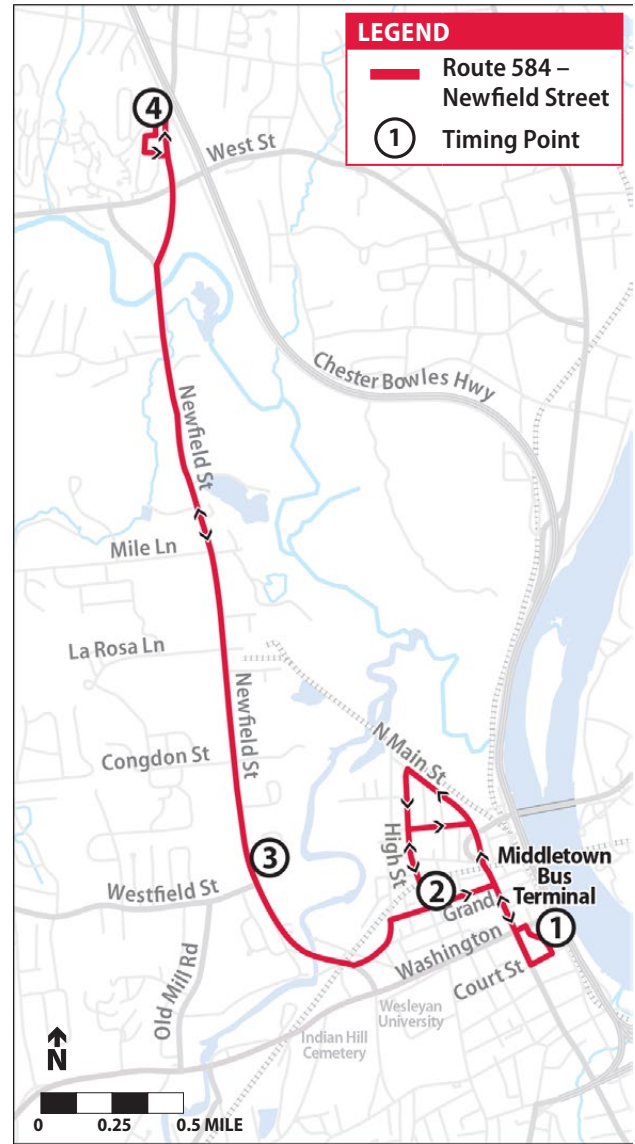 LEGEND
Route 584 –
Newfield Street
1
Timing Point
4
West St
Chester Bowles Hwy
Newfield St
Mile Ln
La Rosa Ln
Newfield St
N Main St
Congdon St
High St
3
Middletown
Bus
Terminal
Westfield St
2
Grand
1
Washington
Court St
Old Mill Rd
Wesleyan
University
Indian Hill
Cemetery
N
0 0.25 0.5 MILE